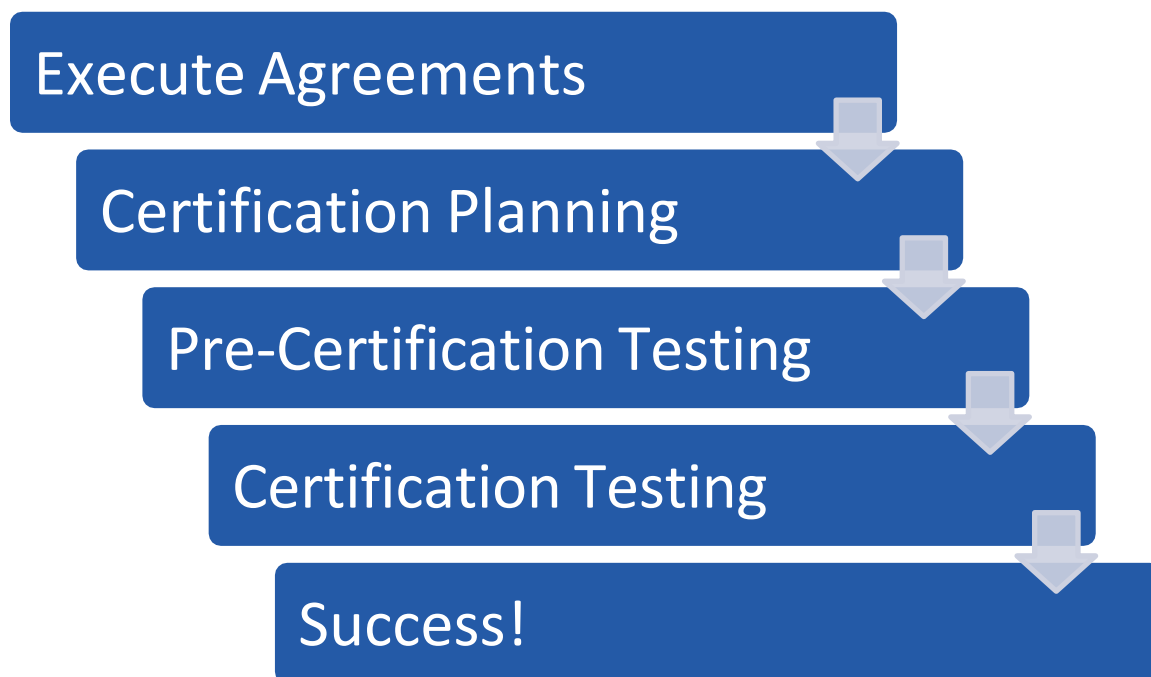 Execute Agreements
Certification Planning
Pre-Certification Testing
Certification Testing
Success!